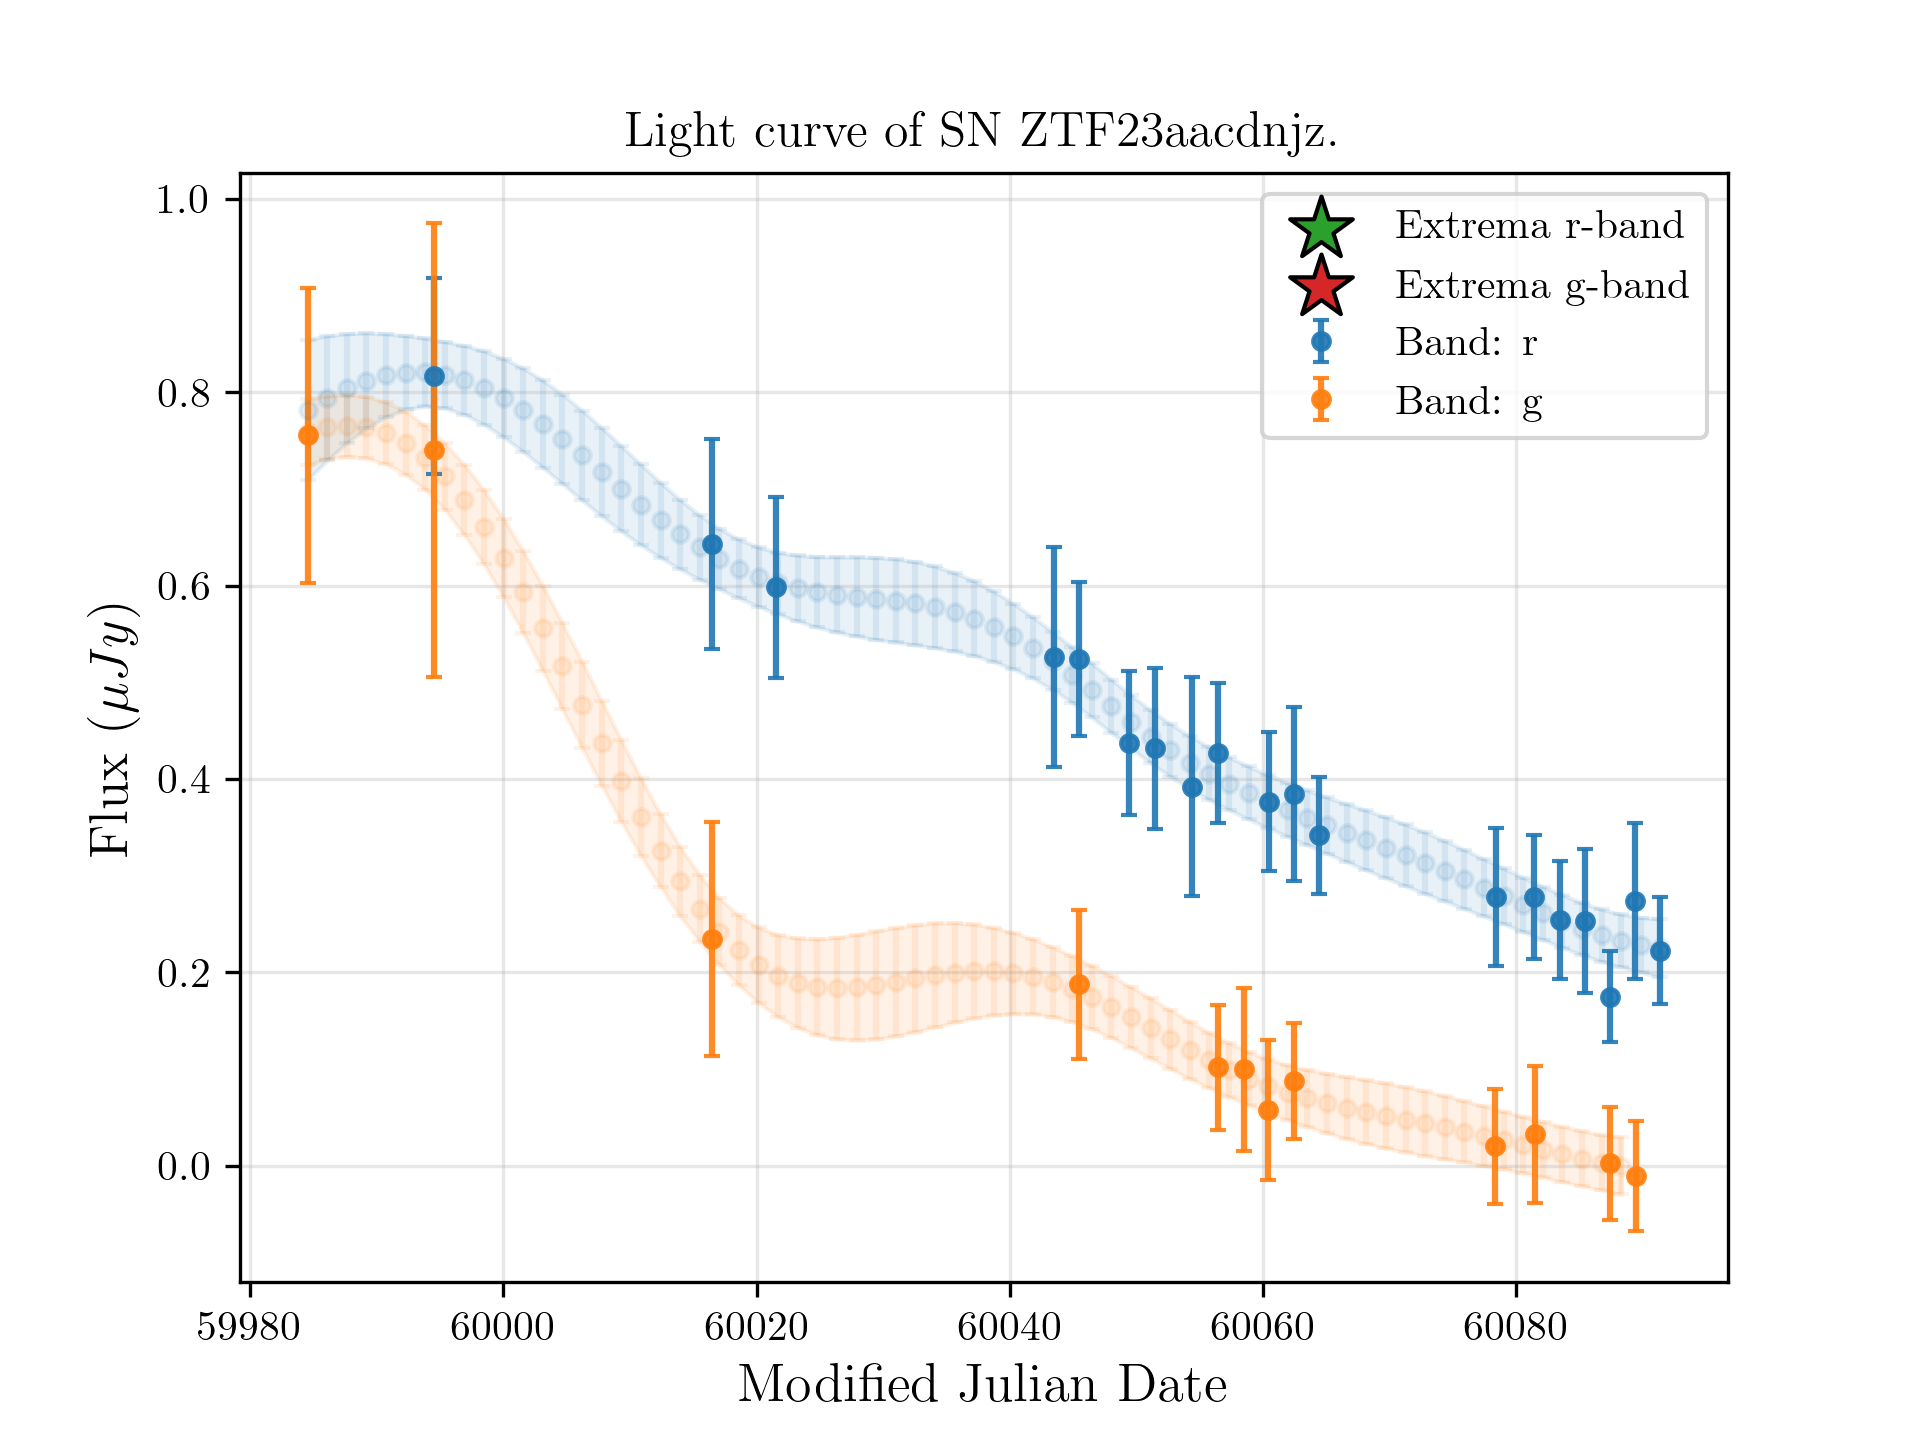 Light curve of SN ZTF23aacdnjz.
1.0
0.8
0.6
0.4
0.2
0.0
Flux (μJy)
Extrema r-band
Extrema g-band
Band: r
Band: g
59980 60000 60020 60040 60060 60080
Modified Julian Date